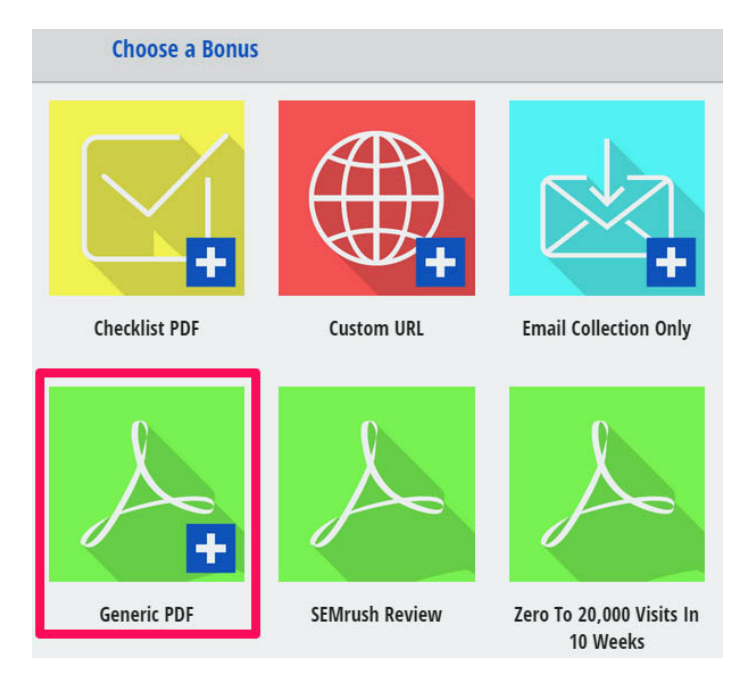 Choose a Bonus
Checklist PDF
Custom URL
Email Collection Only
Generic PDF
SEMrush Review
Zero To 20,000 Visits In
10 Weeks